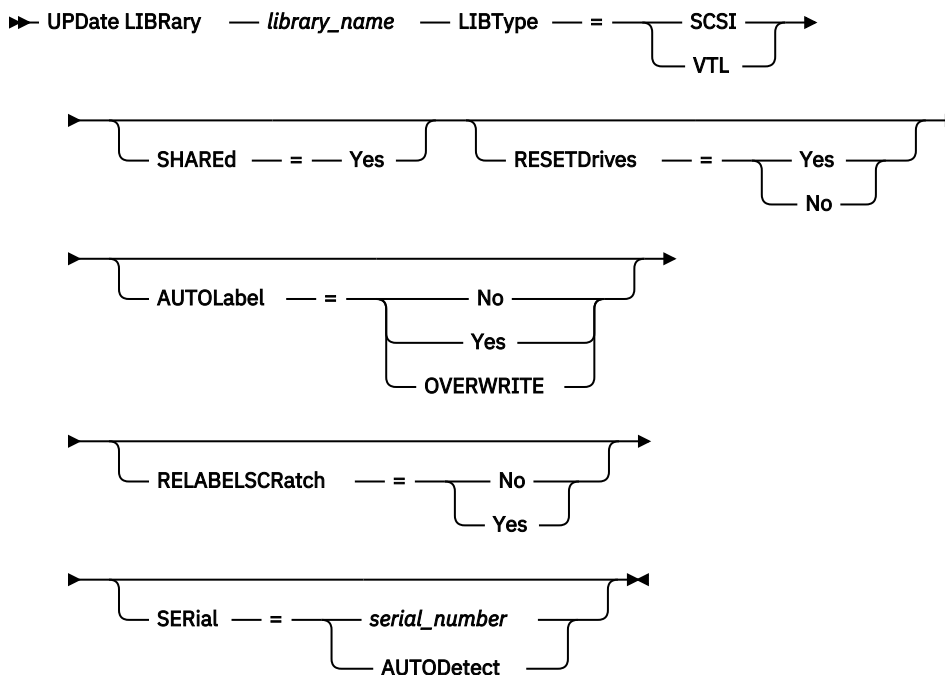 UPDate LIBRary library_name LIBType = SCSI
VTL
SHAREd = Yes RESETDrives = Yes
No
AUTOLabel = No
Yes
OVERWRITE
RELABELSCRatch = No
Yes
SERial = serial_number
AUTODetect